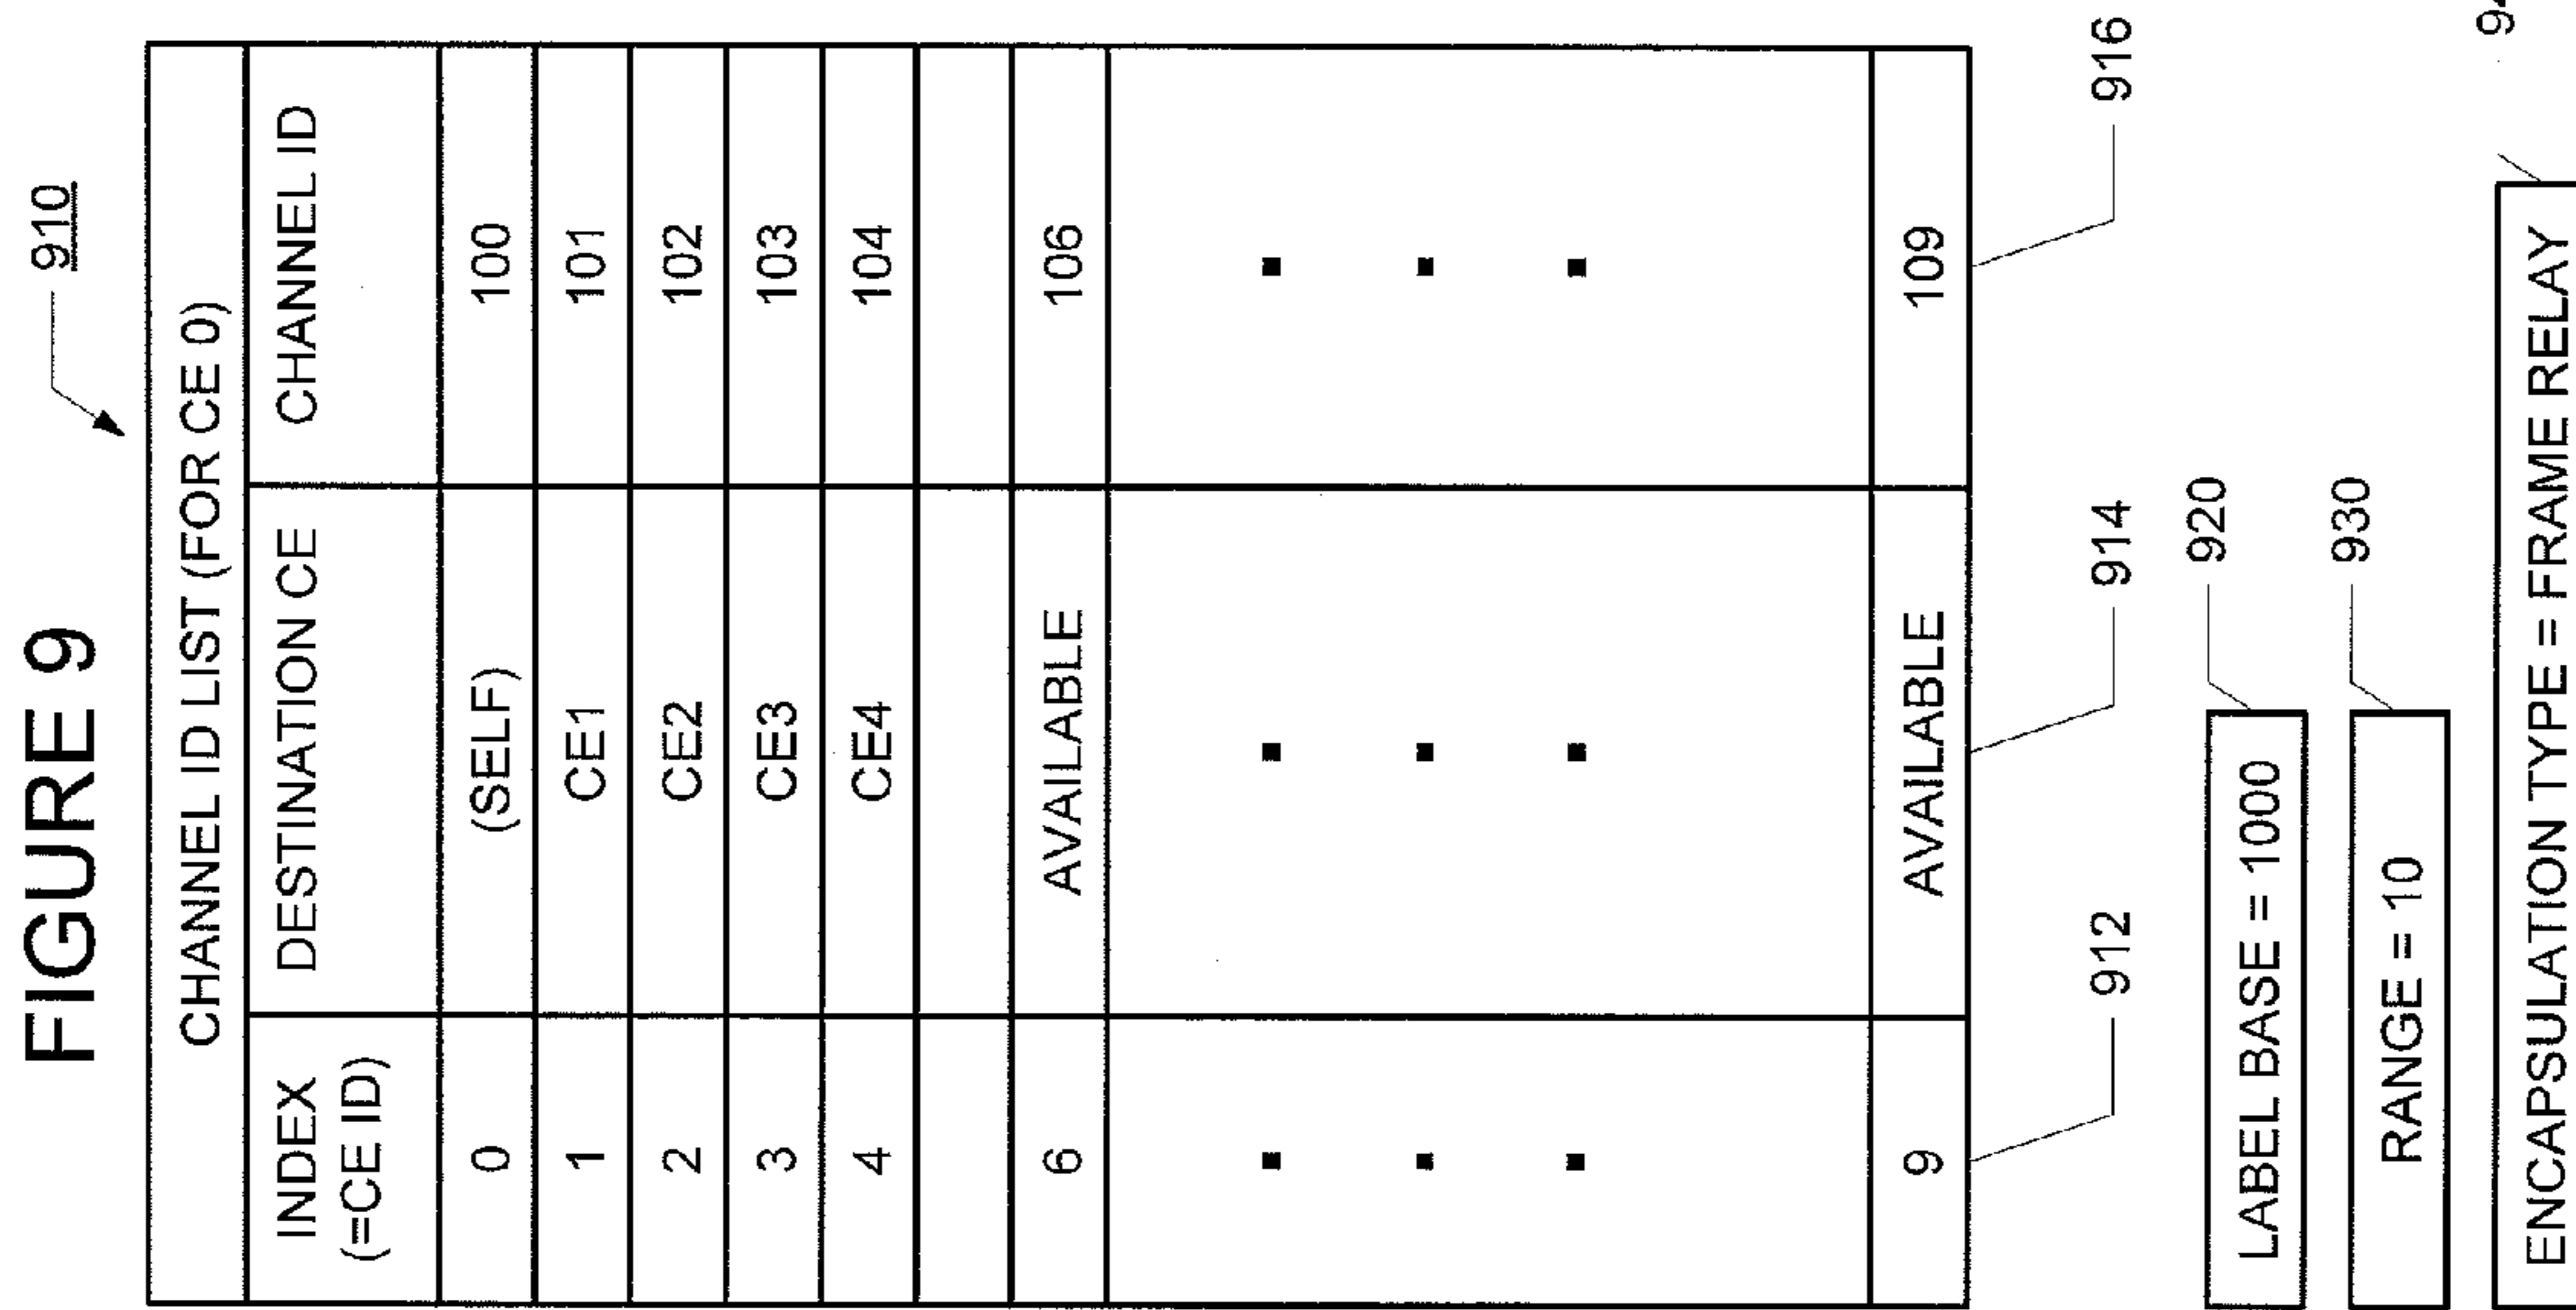 FIGURE 9
910
CHANNEL ID LIST (FOR CE 0)
INDEX (=CE ID) DESTINATION CE CHANNEL ID
0 (SELF) 100
1 CE1 101
2 CE2 102
3 CE3 103
4 CE4 104
6 AVAILABLE 106
9 AVAILABLE 109
912 914 916
LABEL BASE = 1000 920
RANGE = 10 930
ENCAPSULATION TYPE = FRAME RELAY